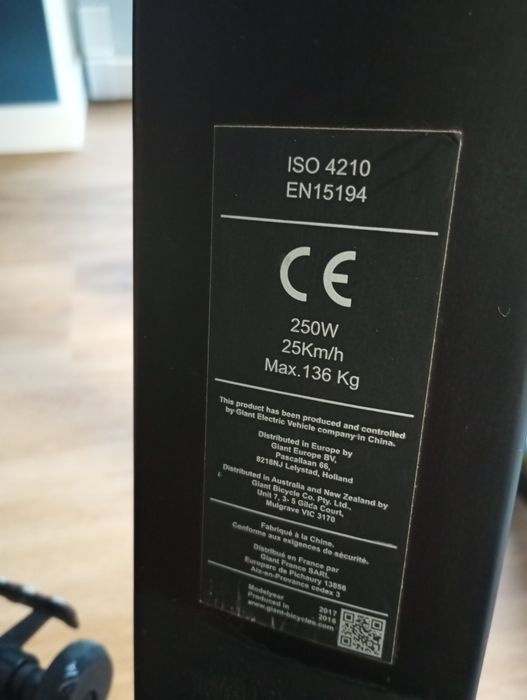 ISO 4210
EN15194
CE
250W
25Km/h
Max.136 Kg
This product has been produced and controlled
by Giant Electric Vehicle company in China.
Distributed in Europe by
Giant Europe BV,
Pascallaan 66,
8218NJ Lelystad, Holland
Distributed in Australia and New Zealand by
Giant Bicycle Co. Pty. Ltd.,
Unit 7, 3- 5 Gilda Court,
Mulgrave VIC 3170
Fabriqué à la Chine.
Conforme aux exigences de sécurité.
Distribué en France par
Giant France SARL
Europarc de Pichaury 13856
Aix-en-Provence cedex 3
Modelyear 2017
Produced in 2016
www.giant-bicycles.com